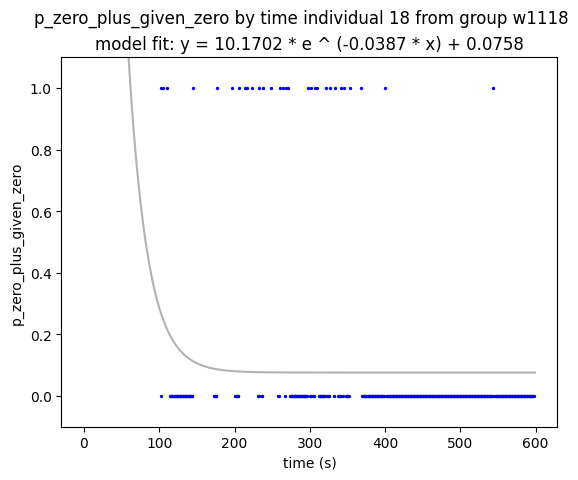 p_zero_plus_given_zero by time individual 18 from group w1118
model fit: y = 10.1702 * e ^ (-0.0387 * x) + 0.0758
1.0
0.8
0.6
0.4
0.2
0.0
p_zero_plus_given_zero
0 100 200 300 400 500 600
time (s)